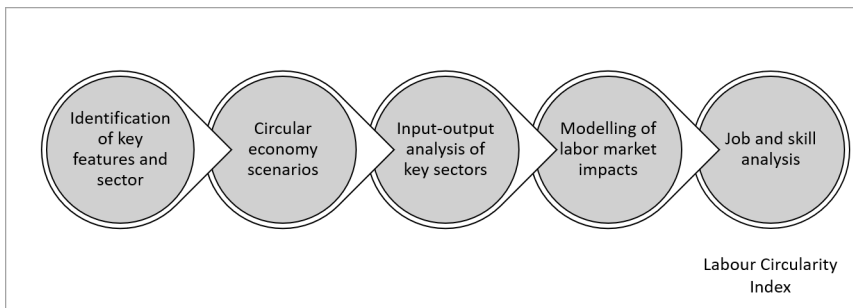 Identification
of key
features and
sector
Circular
economy
scenarios
Input-output
analysis of
key sectors
Modelling of
labor market
impacts
Job and skill
analysis
Labour Circularity
Index